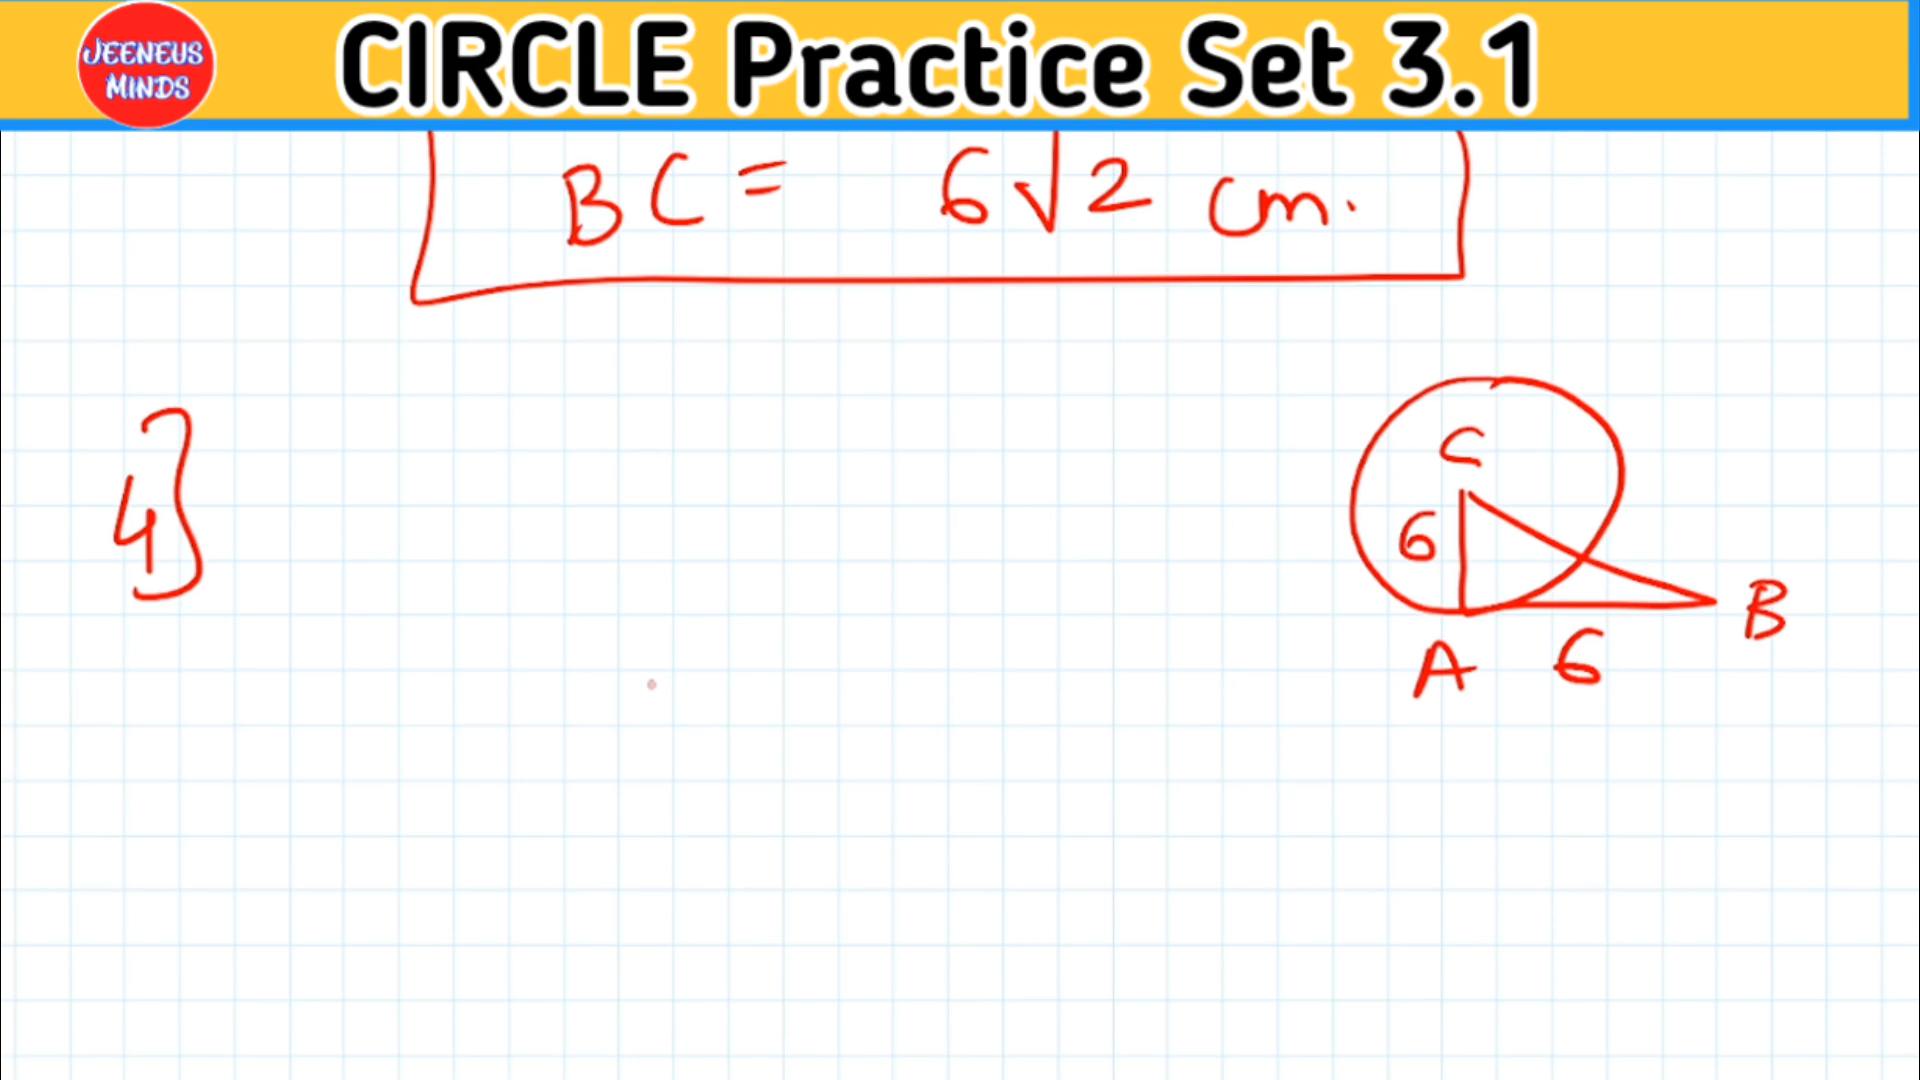 JEENEUS
MINDS
CIRCLE Practice Set 3.1
BC = 6√2 cm.
4}
C
6
B
A 6